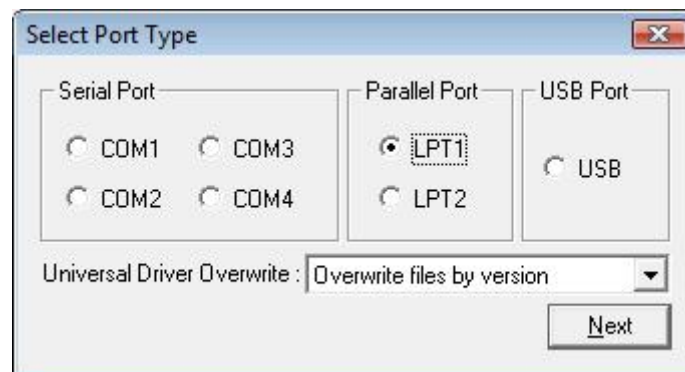 Select Port Type
Serial Port
Parallel Port
USB Port
COM1 COM3
LPT1
USB
COM2 COM4
LPT2
Universal Driver Overwrite : Overwrite files by version
Next